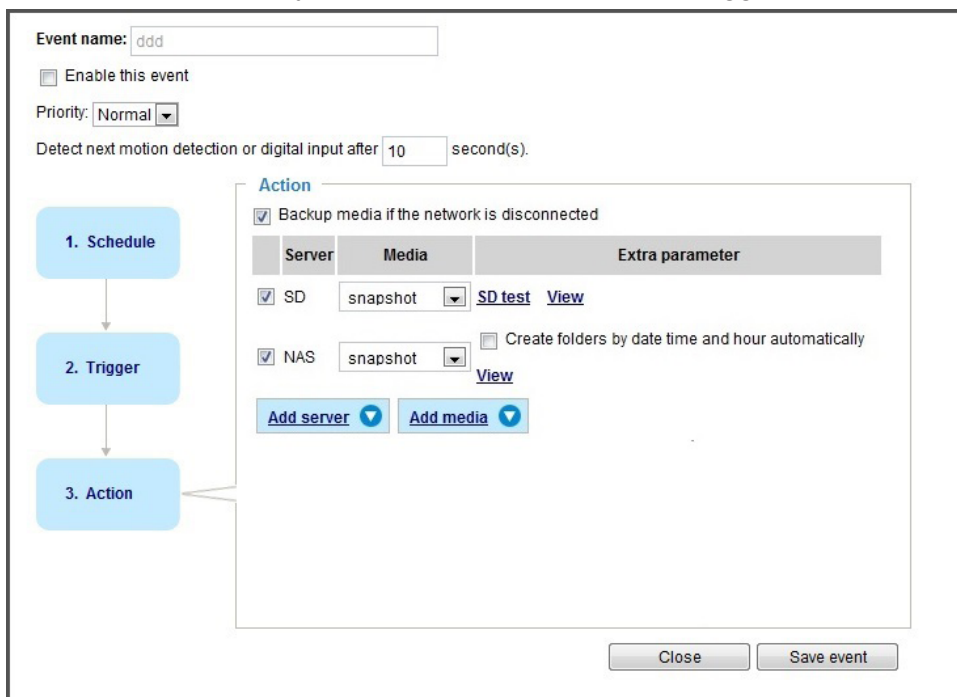 Event name: ddd
Enable this event
Priority: Normal
Detect next motion detection or digital input after 10 second(s).
Action
Backup media if the network is disconnected
1. Schedule
Server Media Extra parameter
SD snapshot SD test View
Create folders by date time and hour automatically
2. Trigger
NAS snapshot
View
Add server Add media
3. Action
Close Save event